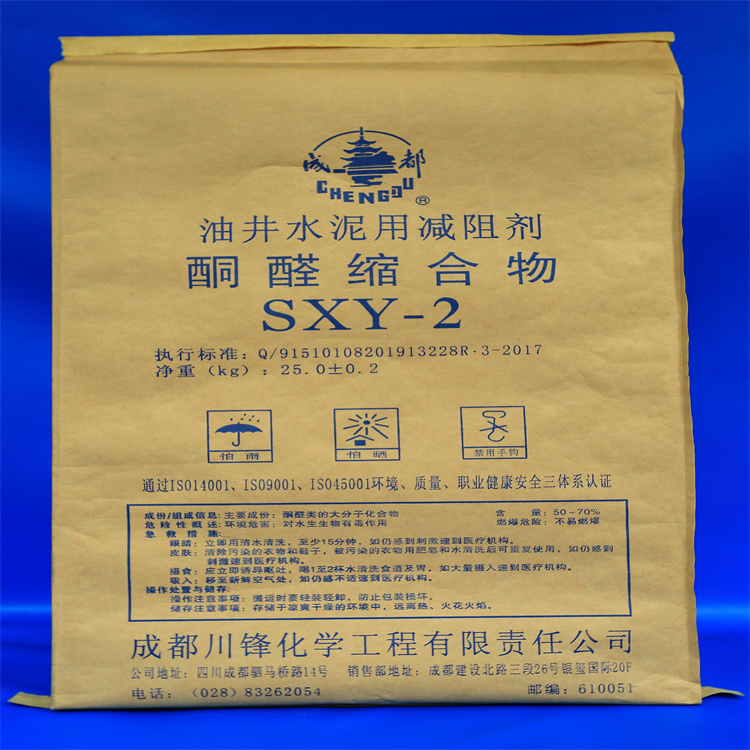 成都
CHENGDU®
油井水泥用减阻剂
酮醛缩合物
SXY-2
执行标准：Q/91510108201913228R·3-2017
净重（kg）：25.0±0.2
怕雨 怕晒 禁用手钩
通过ISO14001、ISO9001、ISO45001环境、质量、职业健康安全三体系认证
成份/组成信息：主要成份：酮醛类的大分子化合物 含 量：50-70%
危险性概述：环境危害：对水生生物有毒作用 燃爆危险：不易燃爆
急救措施：
眼睛：立即用清水清洗，至少15分钟，如仍感到刺激速到医疗机构。
皮肤：清除污染的衣物和鞋子，被污染的衣物用肥皂和水清洗后可重复使用，如仍感到
刺激速到医疗机构。
摄食：应立即诱导呕吐，喝1至2杯水清洗食道及胃，如大量摄入速到医疗机构。
吸入：移至新鲜空气处，如仍感不适速到医疗机构。
操作处置与储存：
操作注意事项：搬运时要轻装轻卸，防止包装损坏。
储存注意事项：存储于凉爽干燥的环境中，远离热、火花火焰。
成都川锋化学工程有限责任公司
公司地址：四川成都驷马桥路14号 销售部地址：成都建设北路三段26号银玺国际20F
电话：（028）83262054 邮编：610051